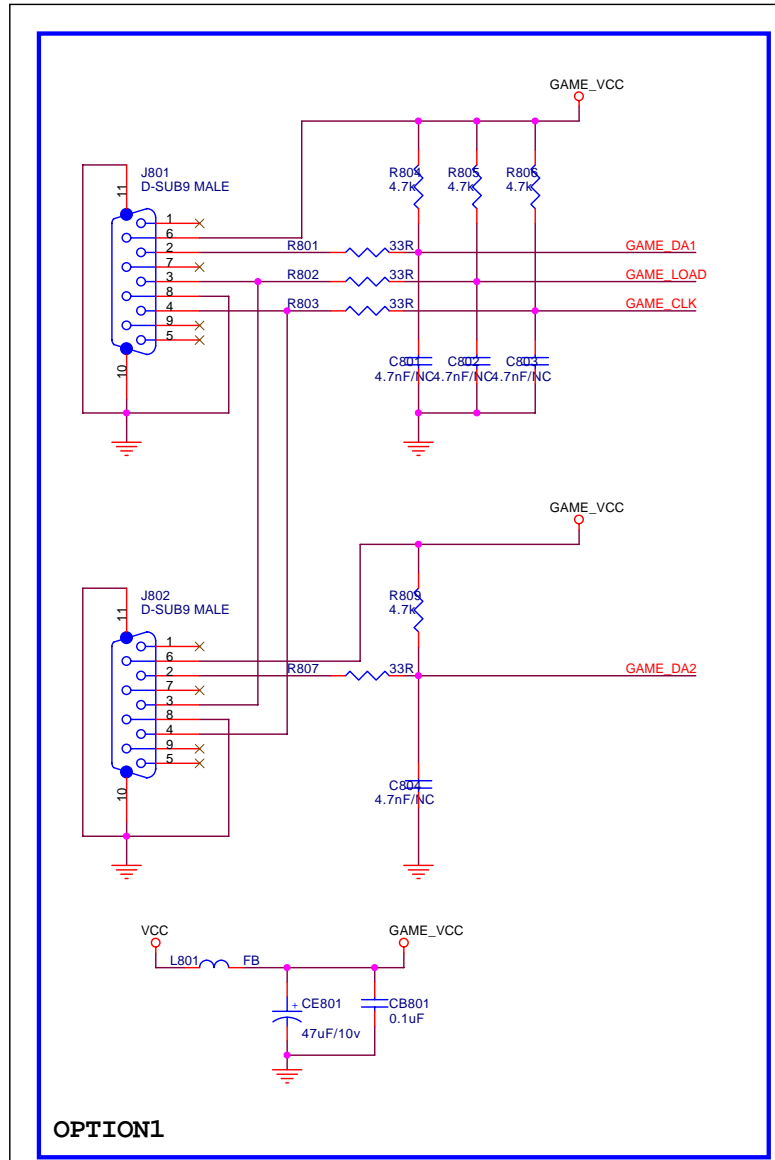 GAME_VCC
J801
D-SUB9 MALE
11
R804
4.7k
R805
4.7k
R806
4.7k
1
6
2
7
3
8
4
9
5
R801
33R
GAME_DA1
R802
33R
GAME_LOAD
R803
33R
GAME_CLK
10
C801
4.7nF/NC
C802
4.7nF/NC
C803
4.7nF/NC
GAME_VCC
J802
D-SUB9 MALE
11
R809
4.7k
1
6
2
7
3
8
4
9
5
R807
33R
GAME_DA2
10
C804
4.7nF/NC
VCC
GAME_VCC
L801
FB
+
CE801
47uF/10v
CB801
0.1uF
OPTION1